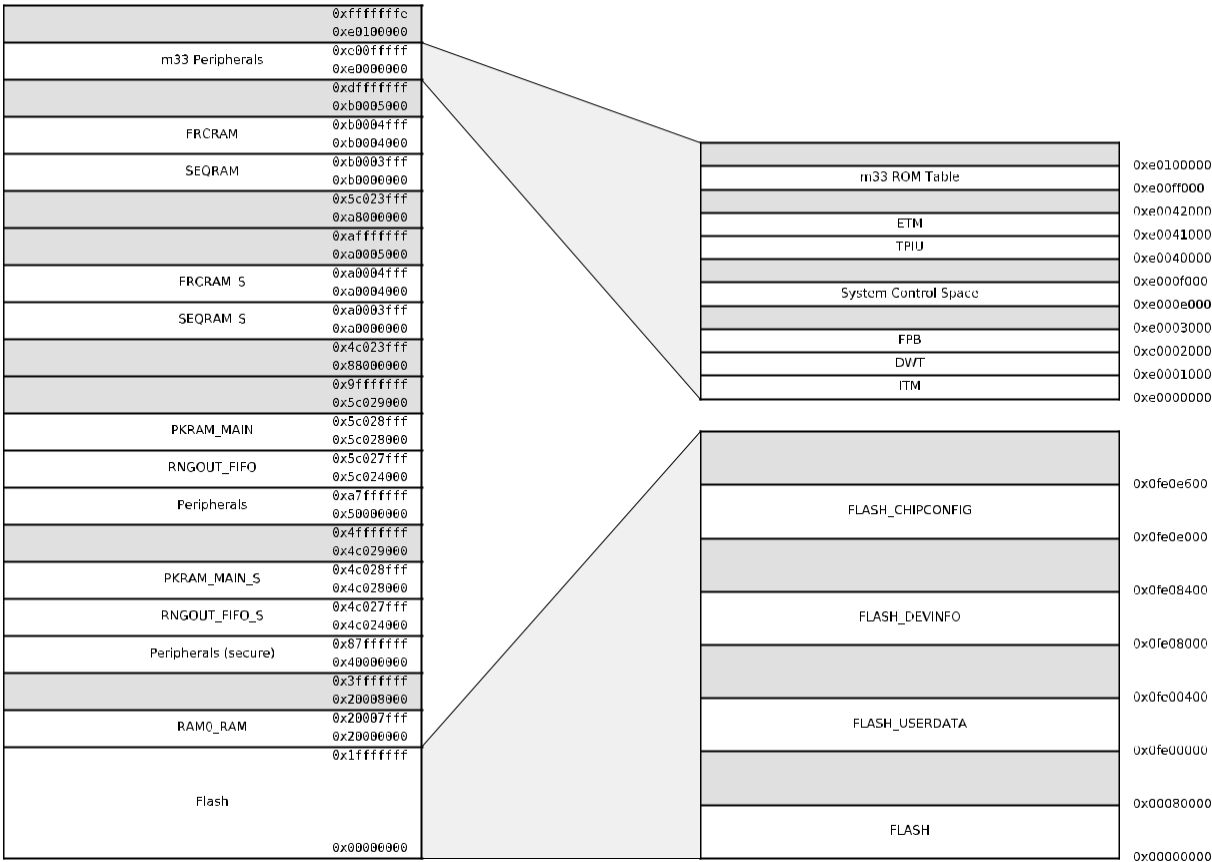 0xfffffffe
0xe0100000
m33 Peripherals
0xe00fffff
0xe0000000
0xdfffffff
0xb0005000
FRCRAM
0xb0004fff
0xb0004000
SEQRAM
0xb0003fff
0xb0000000
0x5c023fff
0xa8000000
0xafffffff
0xa0005000
FRCRAM_S
0xa0004fff
0xa0004000
SEQRAM_S
0xa0003fff
0xa0000000
0x4c023fff
0x88000000
0x9fffffff
0x5c029000
PKRAM_MAIN
0x5c028fff
0x5c028000
RNGOUT_FIFO
0x5c027fff
0x5c024000
Peripherals
0xa7ffffff
0x50000000
0x4fffffff
0x4c029000
PKRAM_MAIN_S
0x4c028fff
0x4c028000
RNGOUT_FIFO_S
0x4c027fff
0x4c024000
Peripherals (secure)
0x87ffffff
0x40000000
0x3fffffff
0x20008000
RAM0_RAM
0x20007fff
0x20000000
0x1fffffff
Flash
0x00000000
0xe0100000
m33 ROM Table
0xe00ff000
0xe0042000
ETM
0xe0041000
TPIU
0xe0040000
0xe000f000
System Control Space
0xe000e000
0xe0003000
FPB
0xe0002000
DWT
0xe0001000
ITM
0xe0000000
0x0fe0e600
FLASH_CHIPCONFIG
0x0fe0e000
0x0fe08400
FLASH_DEVINFO
0x0fe08000
0x0fe00400
FLASH_USERDATA
0x0fe00000
0x00080000
FLASH
0x00000000